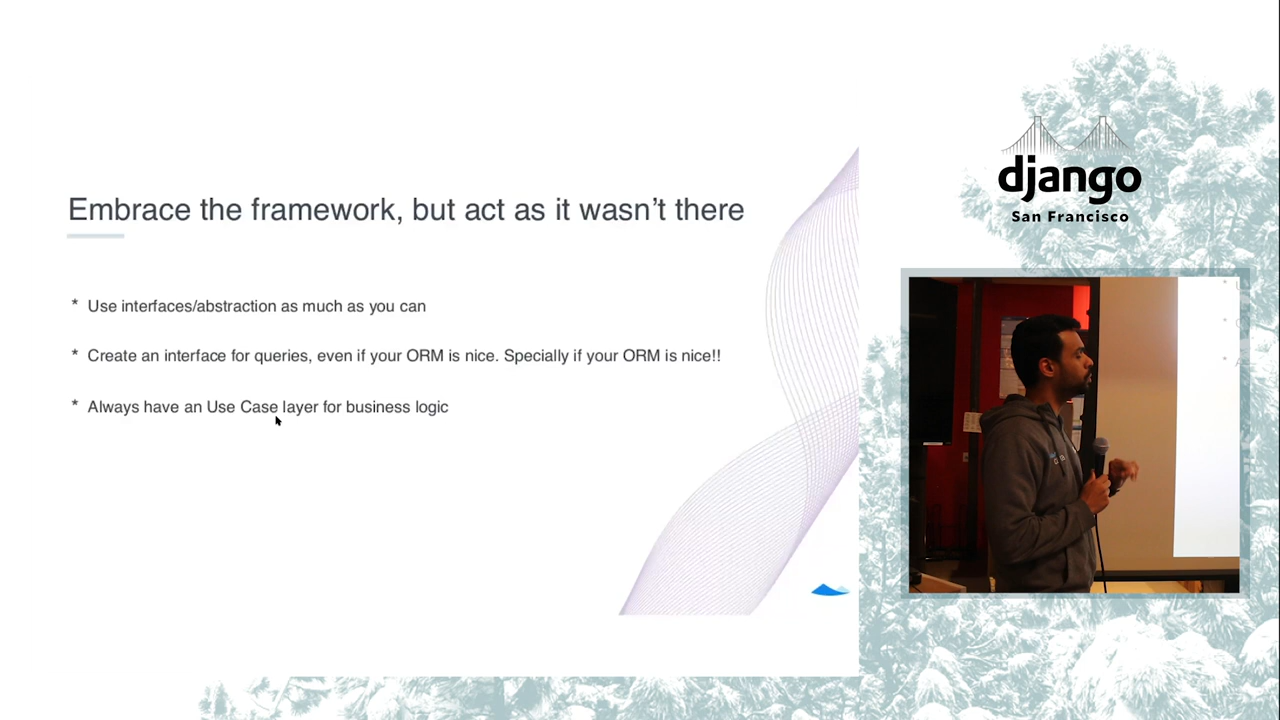 Embrace the framework, but act as it wasn’t there
* Use interfaces/abstraction as much as you can
* Create an interface for queries, even if your ORM is nice. Specially if your ORM is nice!!
* Always have an Use Case layer for business logic
django
San Francisco